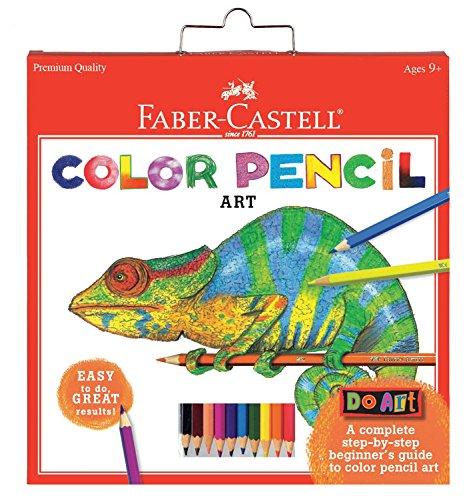 Premium Quality
Ages 9+
FABER-CASTELL®
since 1761
COLOR PENCIL
ART
EASY
to do,
GREAT
results!
Do Art
A complete
step-by-step
beginner's guide
to color pencil art